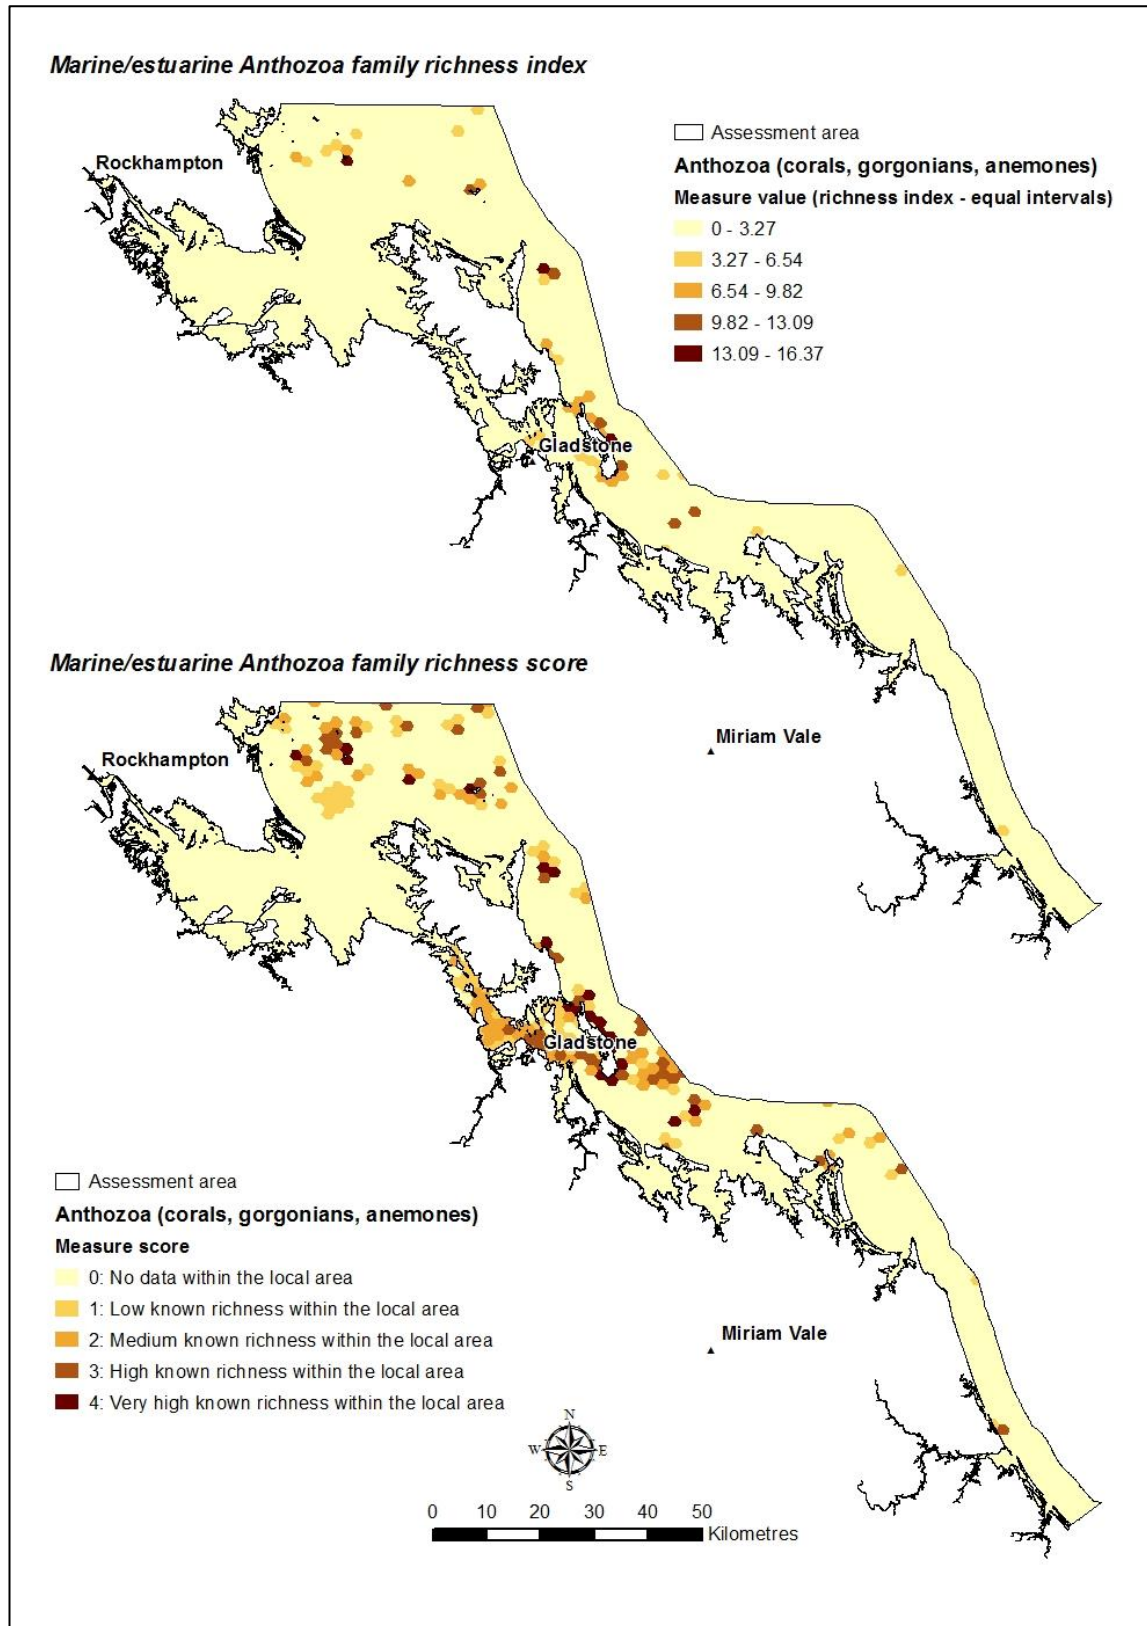 Marine/estuarine Anthozoa family richness index
Assessment area
Anthozoa (corals, gorgonians, anemones)
Measure value (richness index - equal intervals)
0 - 3.27
3.27 - 6.54
6.54 - 9.82
9.82 - 13.09
13.09 - 16.37
Rockhampton
Gladstone
Miriam Vale
Marine/estuarine Anthozoa family richness score
Rockhampton
Gladstone
Miriam Vale
Assessment area
Anthozoa (corals, gorgonians, anemones)
Measure score
0: No data within the local area
1: Low known richness within the local area
2: Medium known richness within the local area
3: High known richness within the local area
4: Very high known richness within the local area
N
W E
S
0 10 20 30 40 50
Kilometres